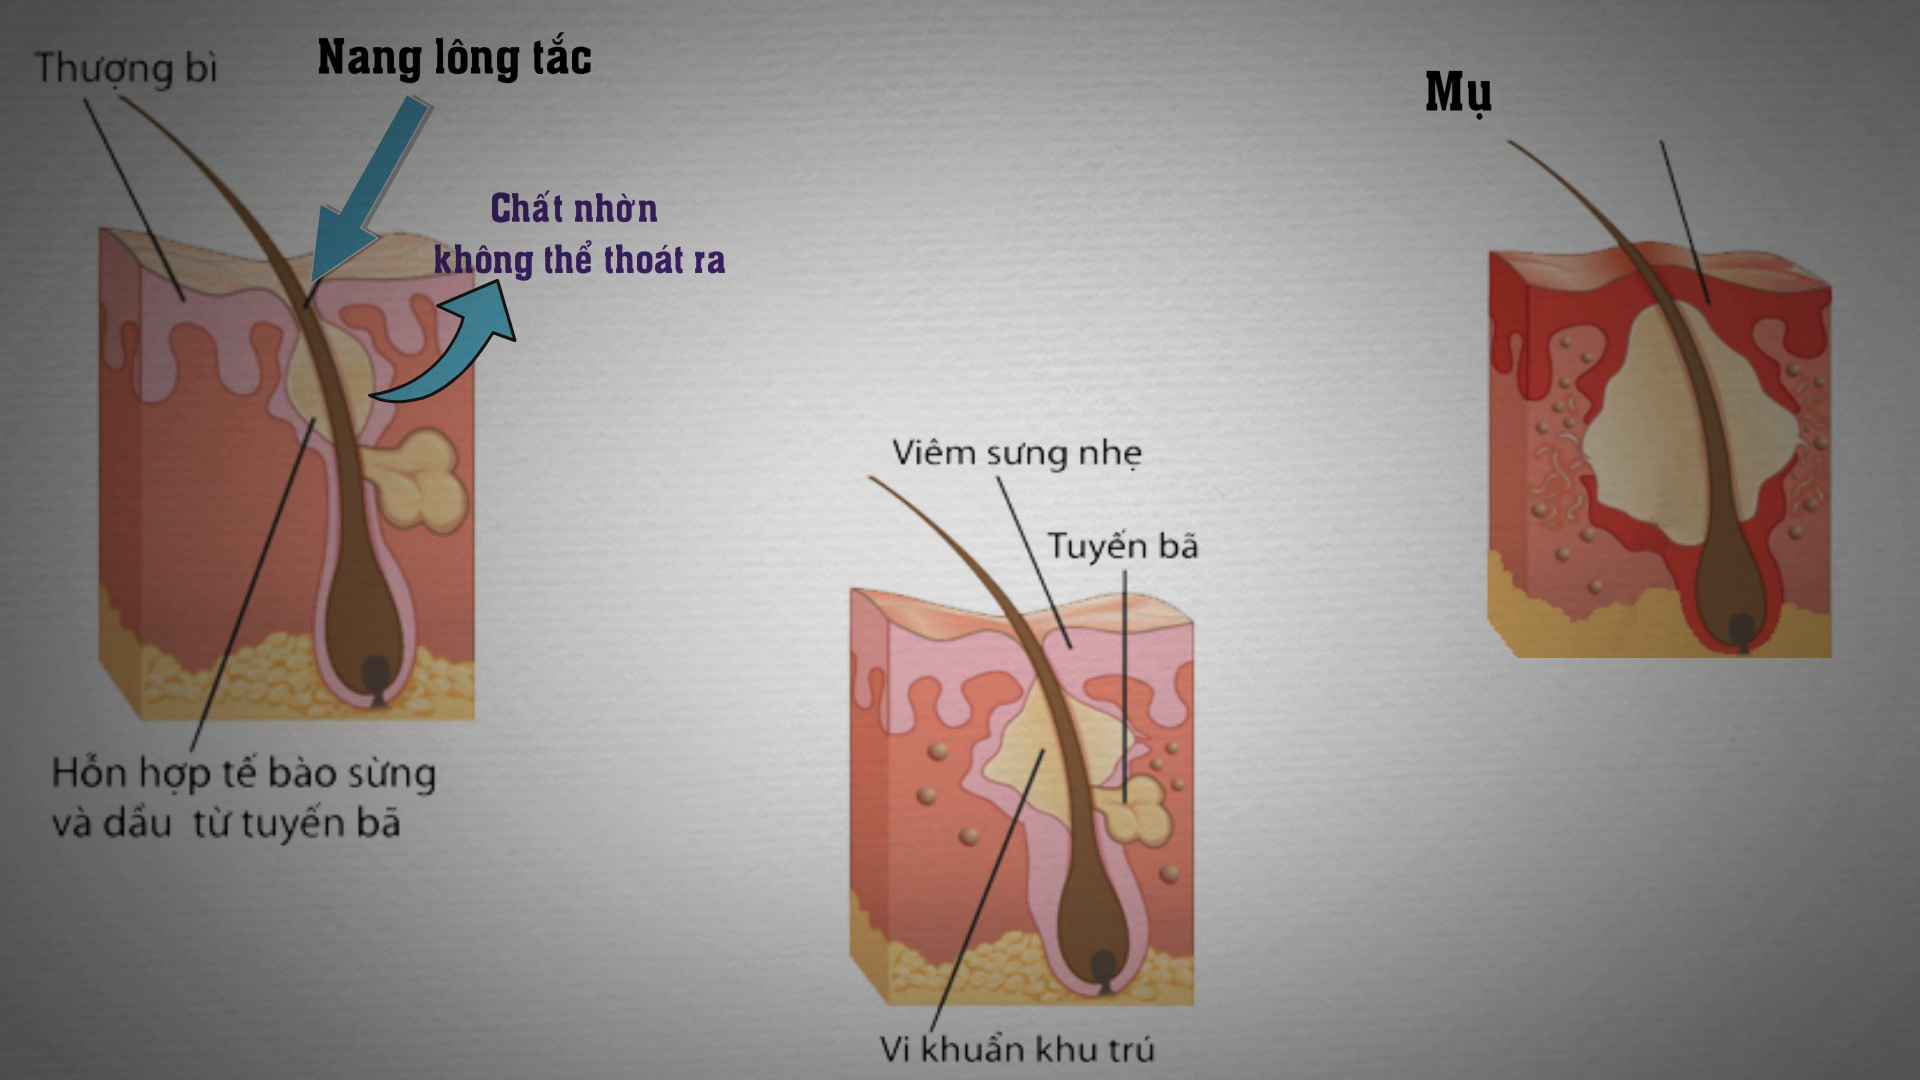 Thượng bì
Nang lông tắc
Chất nhờn
không thể thoát ra
Hỗn hợp tế bào sừng
và dầu từ tuyến bã
Viêm sưng nhẹ
Tuyến bã
Vi khuẩn khu trú
Mụ